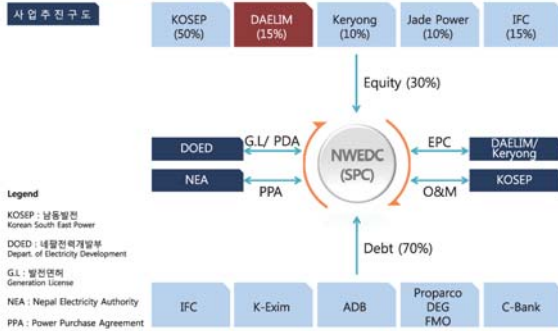 사업추진구도
KOSEP
(50%)
DAELIM
(15%)
Keryong
(10%)
Jade Power
(10%)
IFC
(15%)
Equity (30%)
DOED
G.L/ PDA
NWEDC
(SPC)
EPC
DAELIM/
Keryong
NEA
PPA
O&M
KOSEP
Debt (70%)
Legend
KOSEP : 남동발전
Korean South East Power
DOED : 네팔전력개발부
Depart. of Electricity Development
G.L : 발전면허
Generation License
NEA : Nepal Electricity Authority
PPA : Power Purchase Agreement
IFC
K-Exim
ADB
Proparco
DEG
FMO
C-Bank